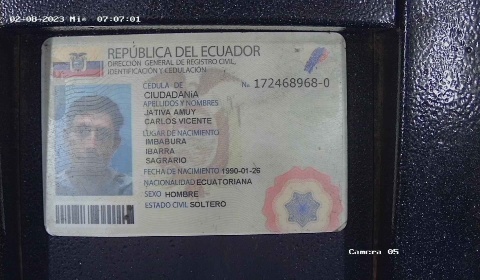 02-08-2023 Mie 07:07:01
REPÚBLICA DEL ECUADOR
DIRECCIÓN GENERAL DE REGISTRO CIVIL,
IDENTIFICACIÓN Y CEDULACIÓN
CÉDULA DE No. 172468968-0
CIUDADANÍA
APELLIDOS Y NOMBRES
JATIVA AMUY
CARLOS VICENTE
LUGAR DE NACIMIENTO
IMBABURA
IBARRA
SAGRARIO
FECHA DE NACIMIENTO 1990-01-26
NACIONALIDAD ECUATORIANA
SEXO HOMBRE
ESTADO CIVIL SOLTERO
Camera 05